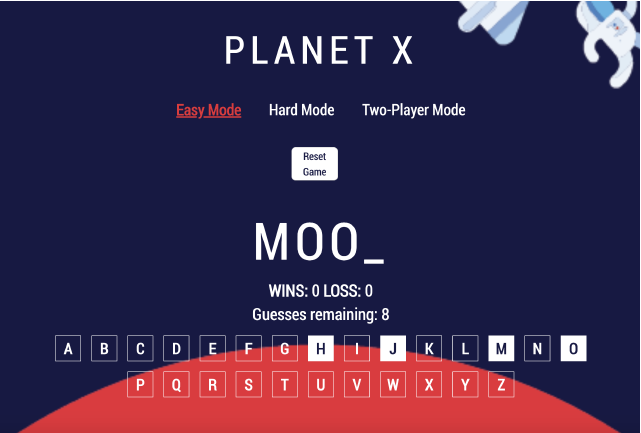 PLANET X
Easy Mode Hard Mode Two-Player Mode
Reset
Game
MOO_
WINS: 0 LOSS: 0
Guesses remaining: 8
A B C D E F G H I J K L M N O
P Q R S T U V W X Y Z